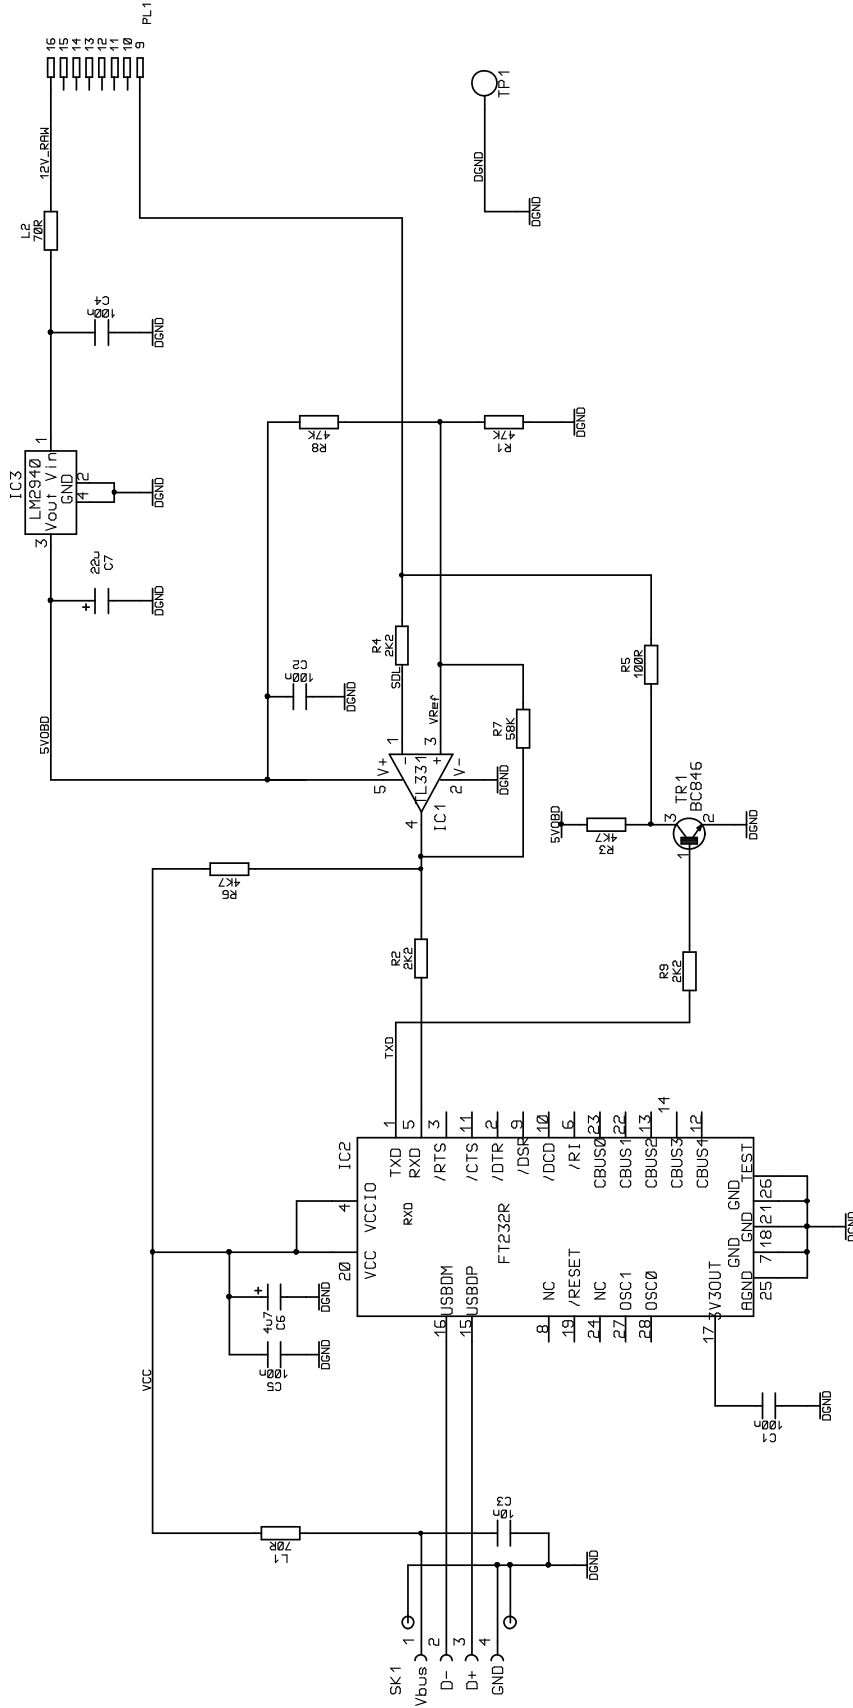 PL1
16
15
14
13
12
11
10
9
12V_RAW
L2
70R
C4
100n
DGND
IC3
LM2940
Vout Vin
GND
1
2
4
3
DGND
22u
C7
+
DGND
5VOBD
TP1
DGND
DGND
R8
47K
R1
47K
DGND
C2
100n
DGND
R4
2K2
SDL
VRef
R7
58K
R5
100R
1
3
5
V+
-
+
TL331
2
V-
4
IC1
DGND
5VOBD
R3
4K7
TR1
BC846
3
2
1
DGND
R6
4K7
R2
2K2
R9
2K2
TXD
IC2
FT232R
1
TXD
5
RXD
3
/RTS
11
/CTS
2
/DTR
9
/DSR
10
/DCD
6
/RI
23
CBUS0
22
CBUS1
13
CBUS2
14
CBUS3
12
CBUS4
4
VCCIO
RXD
20
VCC
16
USBDM
15
USBDP
8
NC
19
/RESET
24
NC
27
OSC1
28
OSC0
17
3V3OUT
TEST
26
GND
21
GND
18
GND
7
AGND
25
DGND
VCC
+
4u7
C6
DGND
100n
C5
DGND
C1
100n
DGND
L1
70R
C3
10n
DGND
SK1
1
Vbus
2
D-
3
D+
4
GND